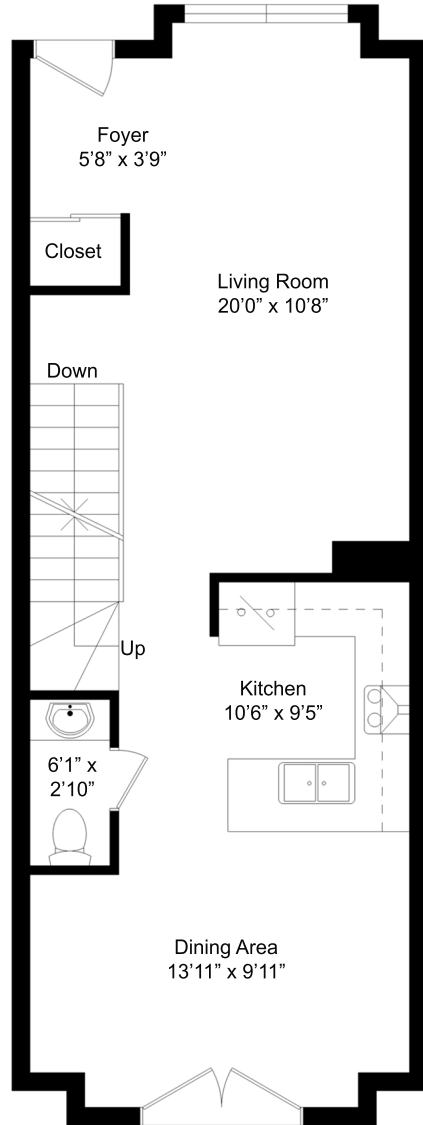 Foyer
5’8” x 3’9”
Closet
Living Room
20’0” x 10’8”
Down
Up
Kitchen
10’6” x 9’5”
6’1” x
2’10”
Dining Area
13’11” x 9’11”